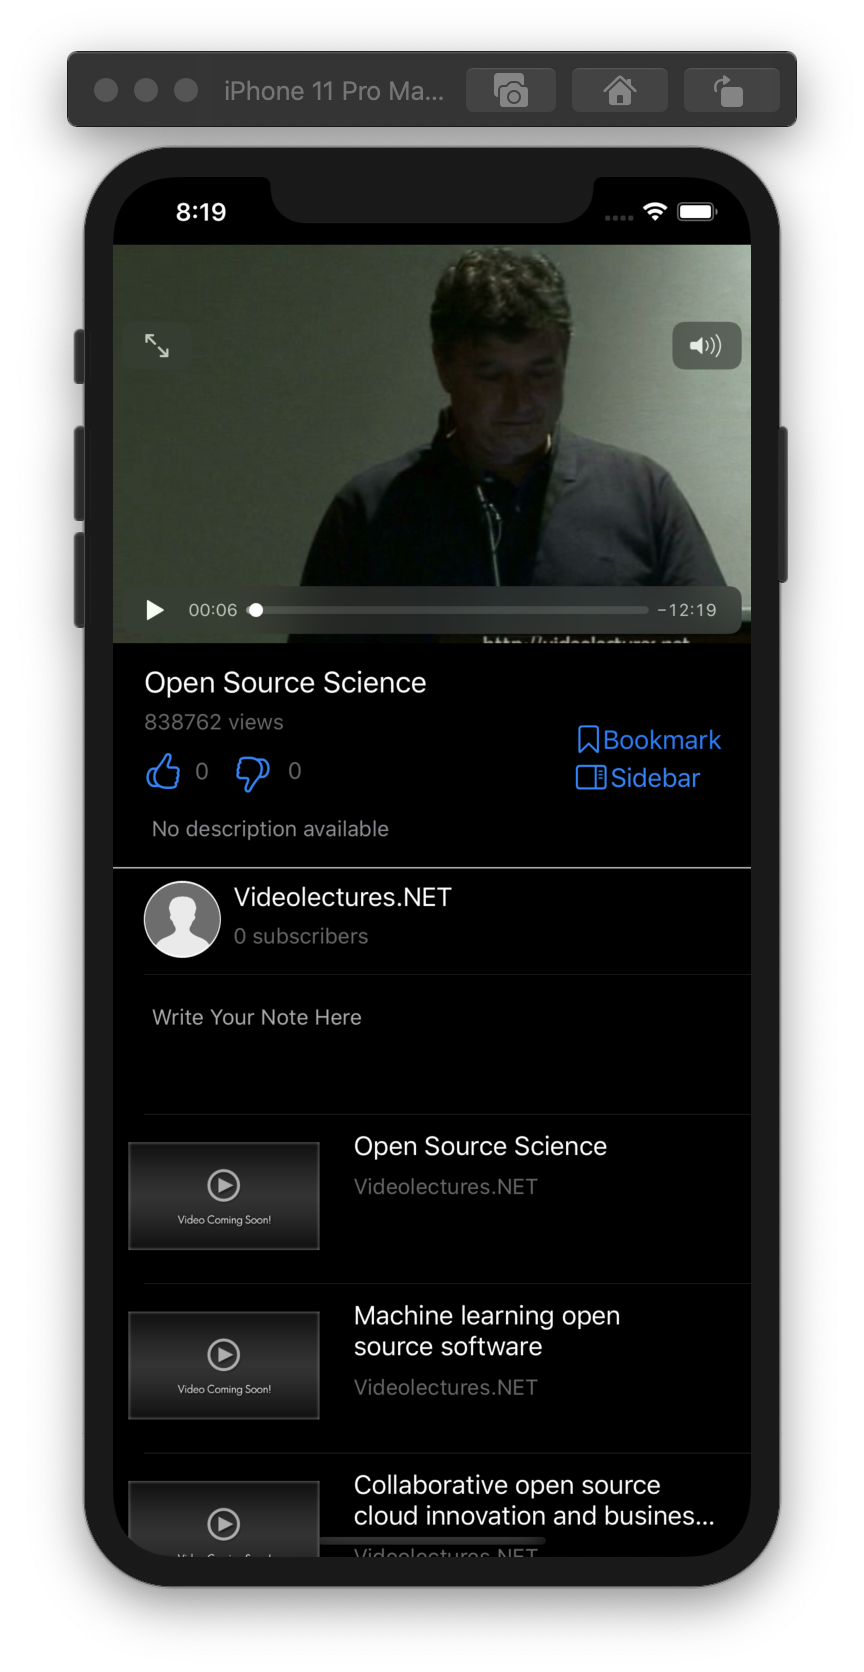 iPhone 11 Pro Ma...
8:19
00:06
-12:19
http://videolectures.net
Open Source Science
838762 views
0
0
Bookmark
Sidebar
No description available
Videolectures.NET
0 subscribers
Write Your Note Here
Open Source Science
Videolectures.NET
Video Coming Soon!
Machine learning open
source software
Videolectures.NET
Video Coming Soon!
Collaborative open source
cloud innovation and busines...
Videolectures.NET